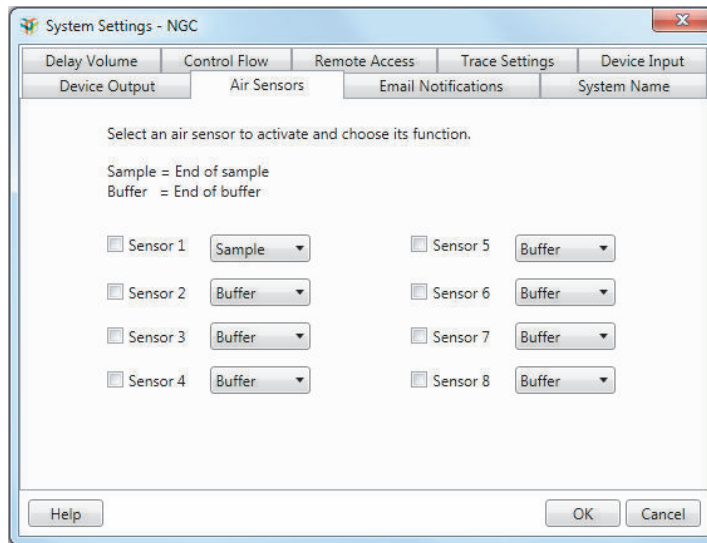 System Settings - NGC
Delay Volume Control Flow Remote Access Trace Settings Device Input
Device Output Air Sensors Email Notifications System Name
Select an air sensor to activate and choose its function.
Sample = End of sample
Buffer = End of buffer
Sensor 1 Sample Sensor 5 Buffer
Sensor 2 Buffer Sensor 6 Buffer
Sensor 3 Buffer Sensor 7 Buffer
Sensor 4 Buffer Sensor 8 Buffer
Help OK Cancel